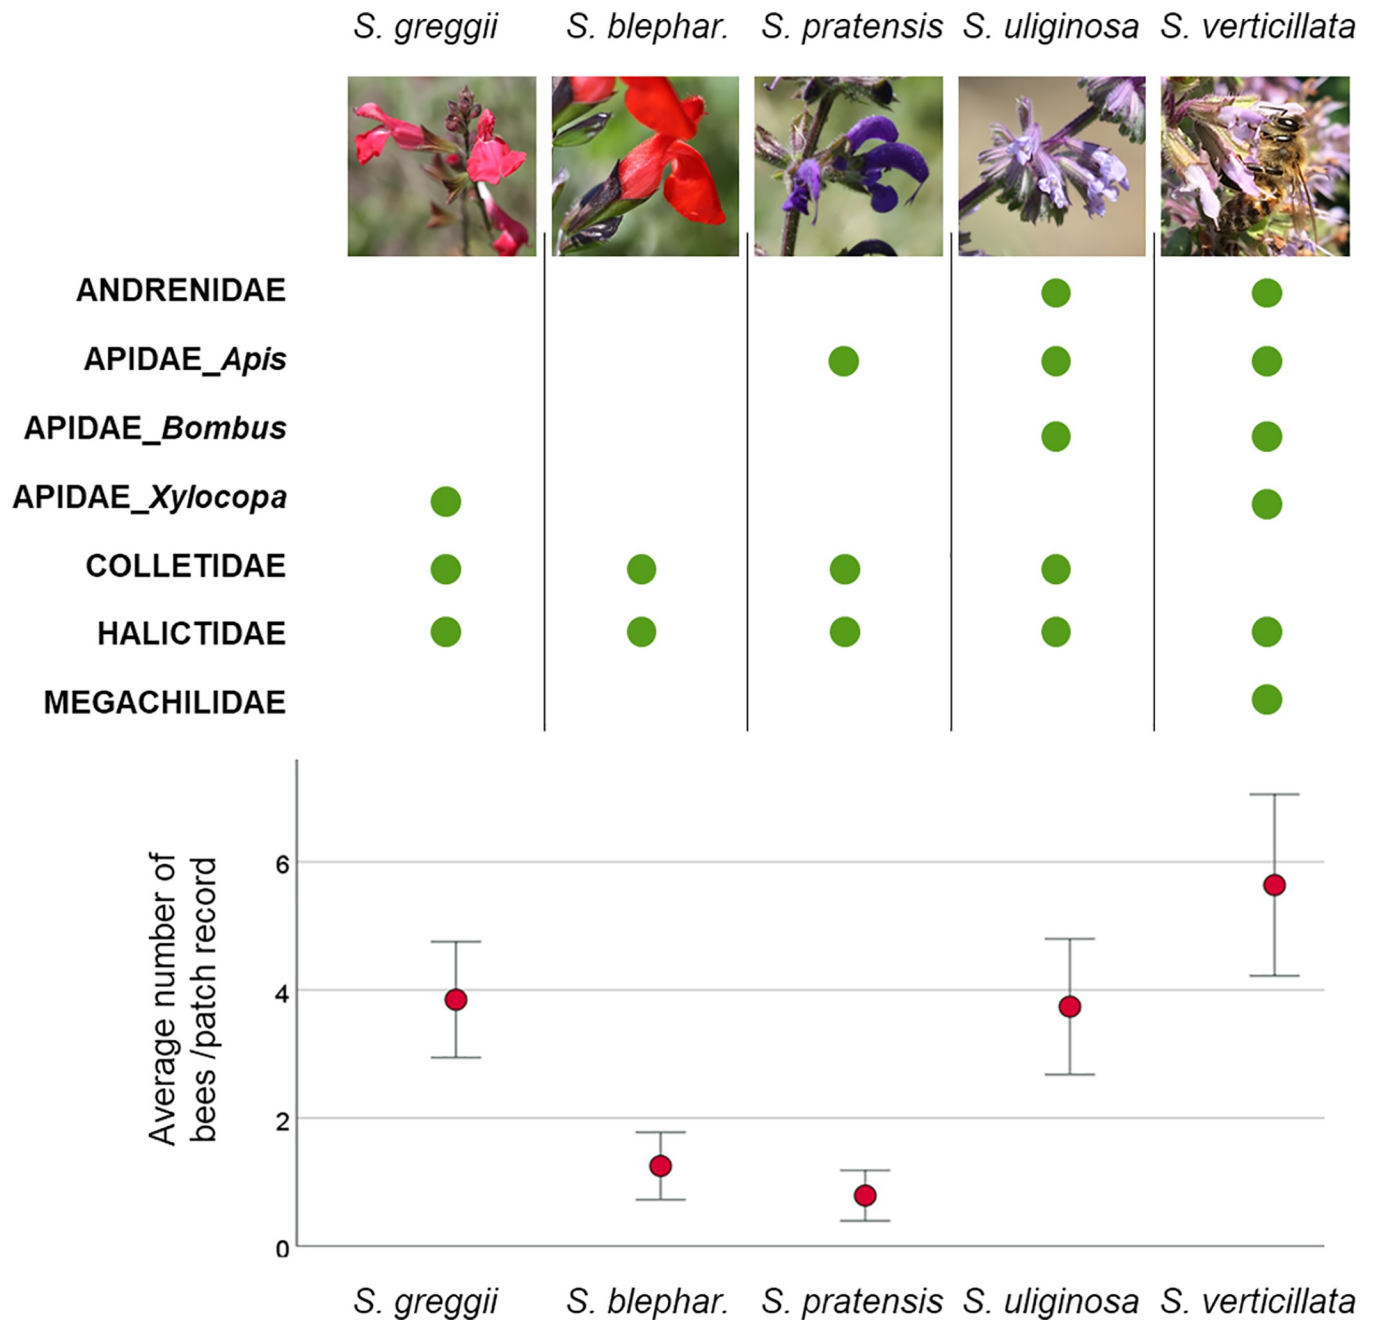 S. greggii S. blephar. S. pratensis S. uliginosa S. verticillata
ANDRENIDAE
APIDAE_Apis
APIDAE_Bombus
APIDAE_Xylocopa
COLLETIDAE
HALICTIDAE
MEGACHILIDAE
Average number of
bees /patch record
6
4
2
0
S. greggii S. blephar. S. pratensis S. uliginosa S. verticillata